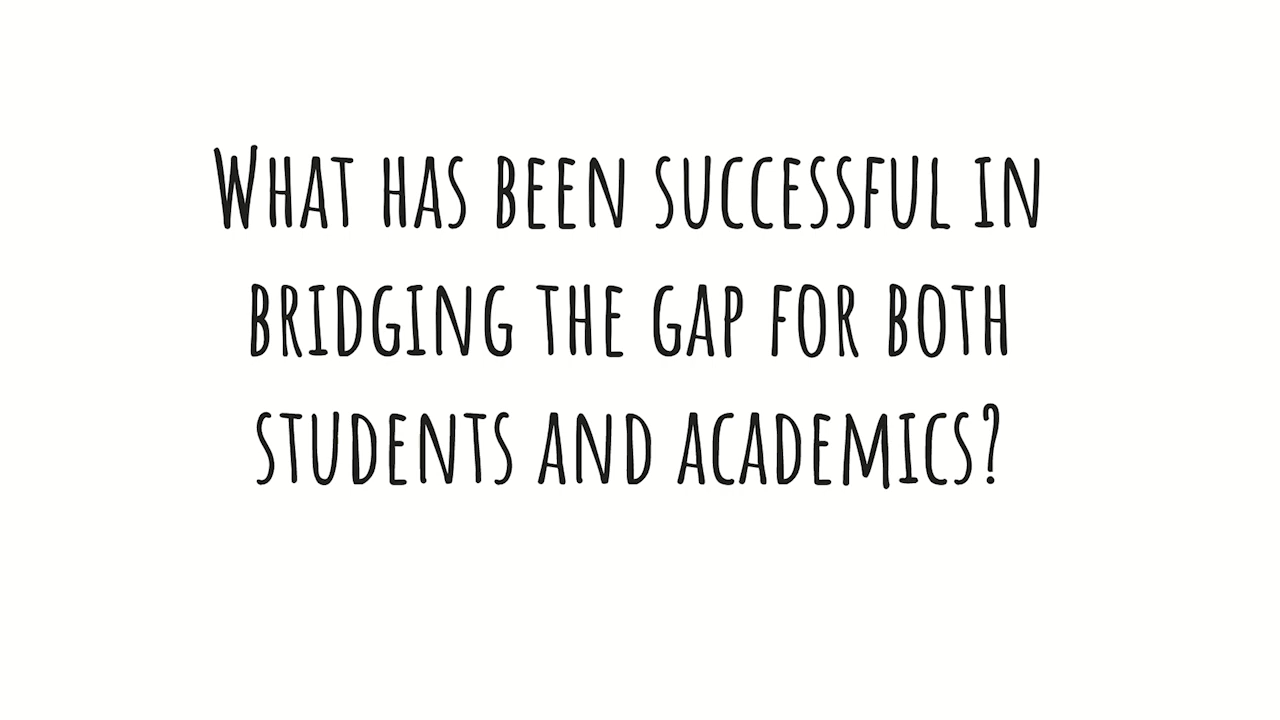 What has been successful in
bridging the gap for both
students and academics?